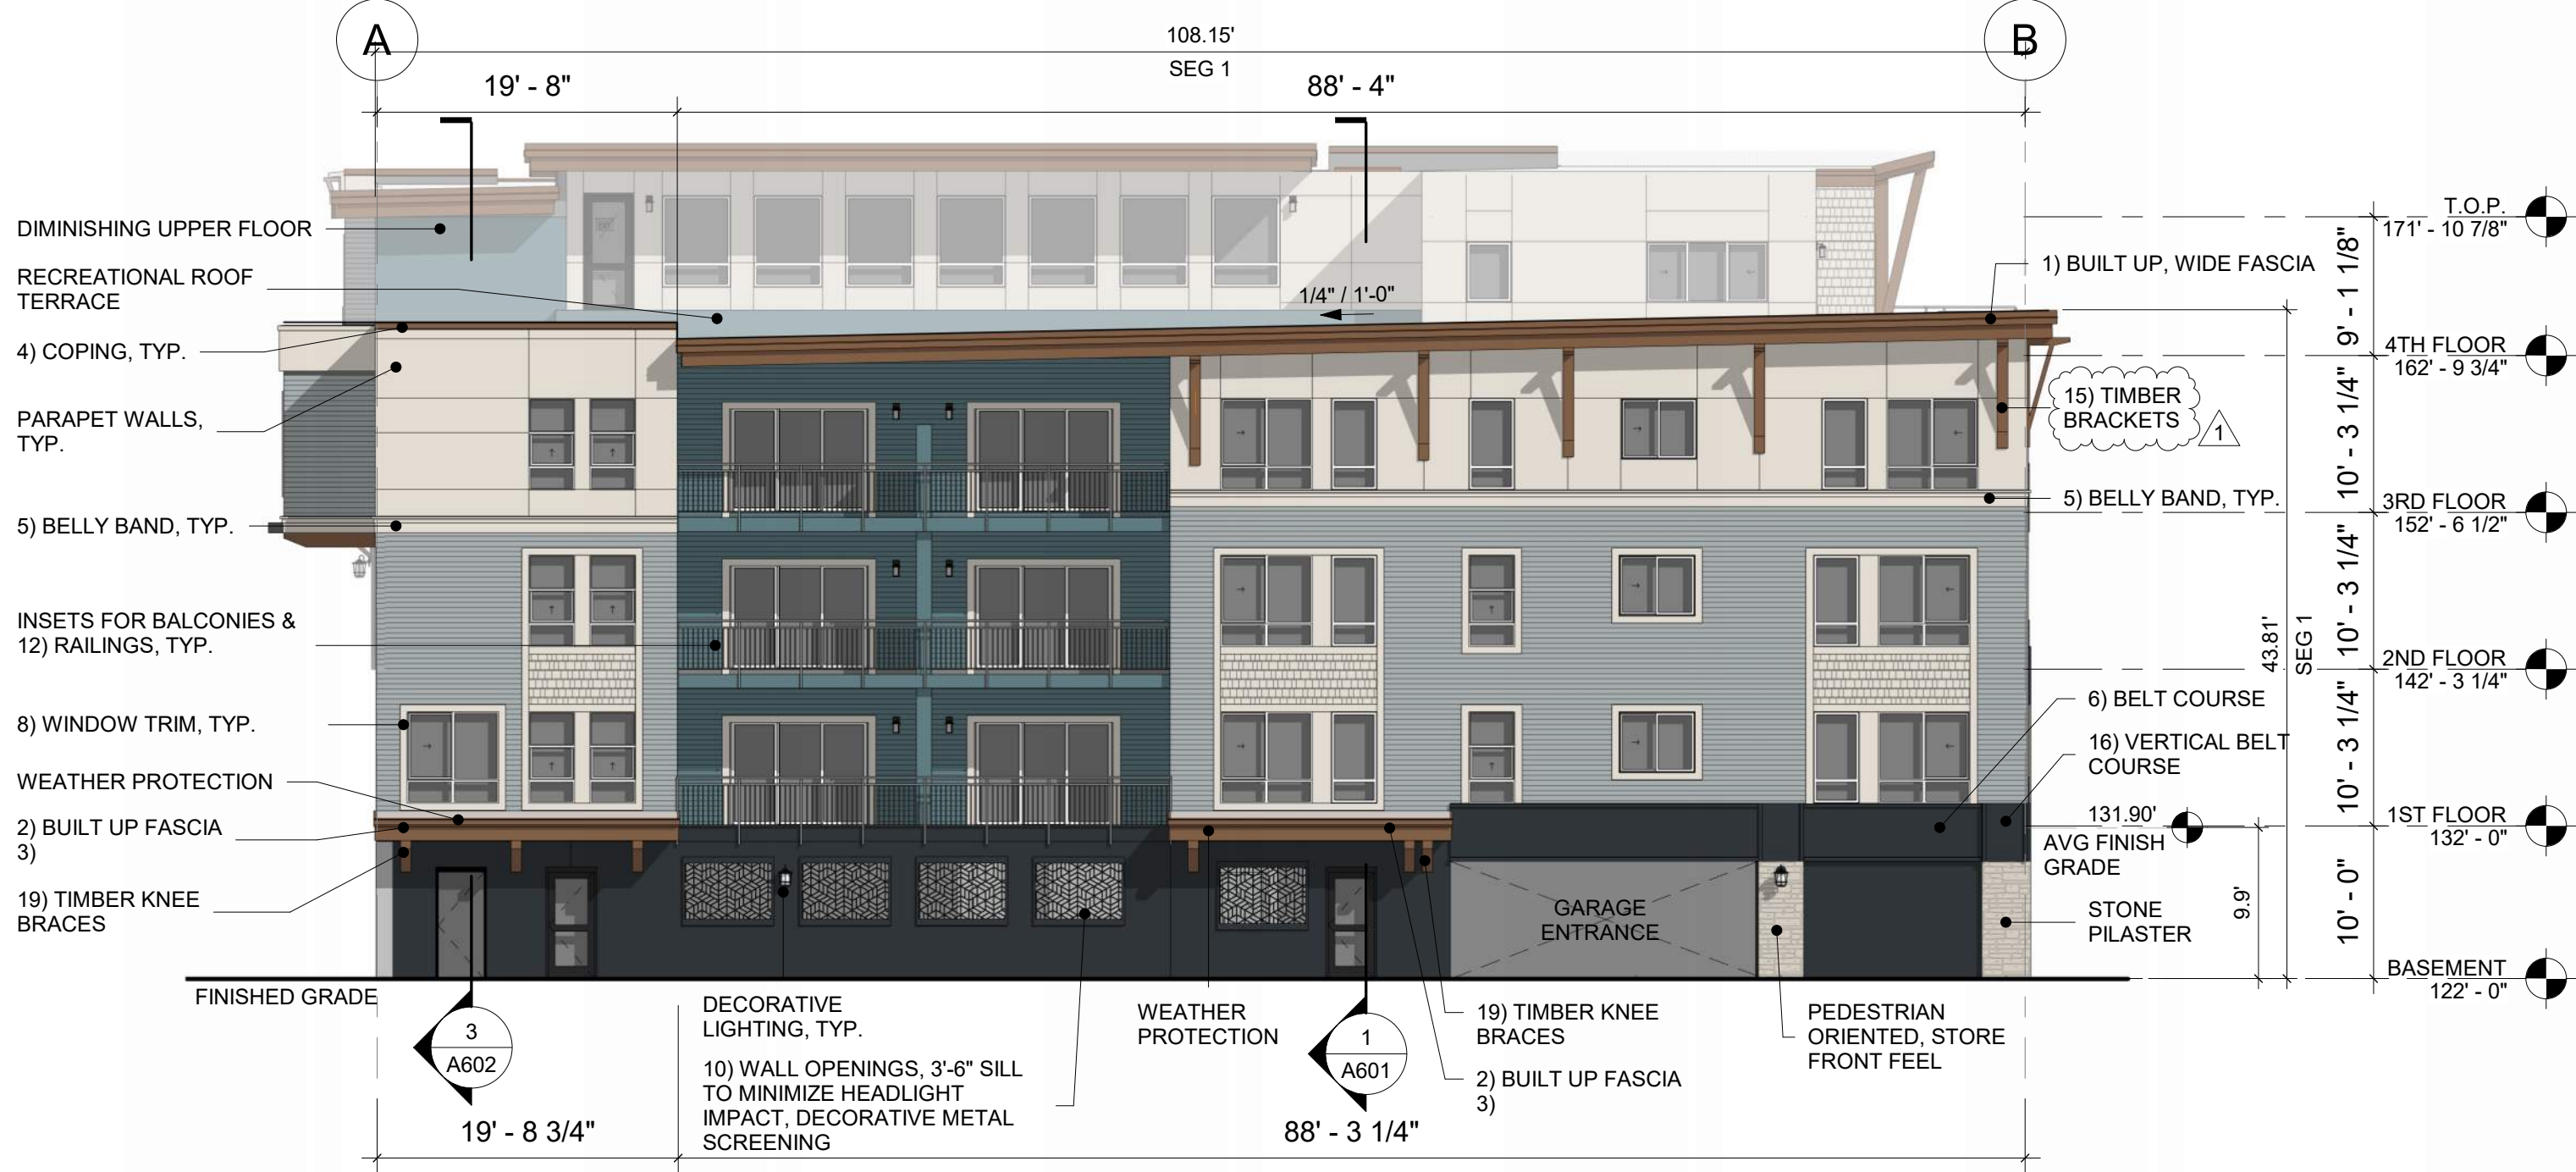 A
108.15'
SEG 1
B
19' - 8"
88' - 4"
DIMINISHING UPPER FLOOR
RECREATIONAL ROOF
TERRACE
4) COPING, TYP.
PARAPET WALLS,
TYP.
5) BELLY BAND, TYP.
INSETS FOR BALCONIES &
12) RAILINGS, TYP.
8) WINDOW TRIM, TYP.
WEATHER PROTECTION
2) BUILT UP FASCIA
3)
19) TIMBER KNEE
BRACES
FINISHED GRADE
1/4" / 1'-0"
GARAGE
ENTRANCE
1) BUILT UP, WIDE FASCIA
15) TIMBER
BRACKETS
1
5) BELLY BAND, TYP.
6) BELT COURSE
16) VERTICAL BELT
COURSE
131.90'
AVG FINISH
GRADE
STONE
PILASTER
43.81'
SEG 1
9.9'
9' - 1 1/8"
10' - 3 1/4"
10' - 3 1/4"
10' - 3 1/4"
10' - 0"
T.O.P.
171' - 10 7/8"
4TH FLOOR
162' - 9 3/4"
3RD FLOOR
152' - 6 1/2"
2ND FLOOR
142' - 3 1/4"
1ST FLOOR
132' - 0"
BASEMENT
122' - 0"
3
A602
DECORATIVE
LIGHTING, TYP.
10) WALL OPENINGS, 3'-6" SILL
TO MINIMIZE HEADLIGHT
IMPACT, DECORATIVE METAL
SCREENING
WEATHER
PROTECTION
1
A601
19) TIMBER KNEE
BRACES
2) BUILT UP FASCIA
3)
PEDESTRIAN
ORIENTED, STORE
FRONT FEEL
19' - 8 3/4"
88' - 3 1/4"